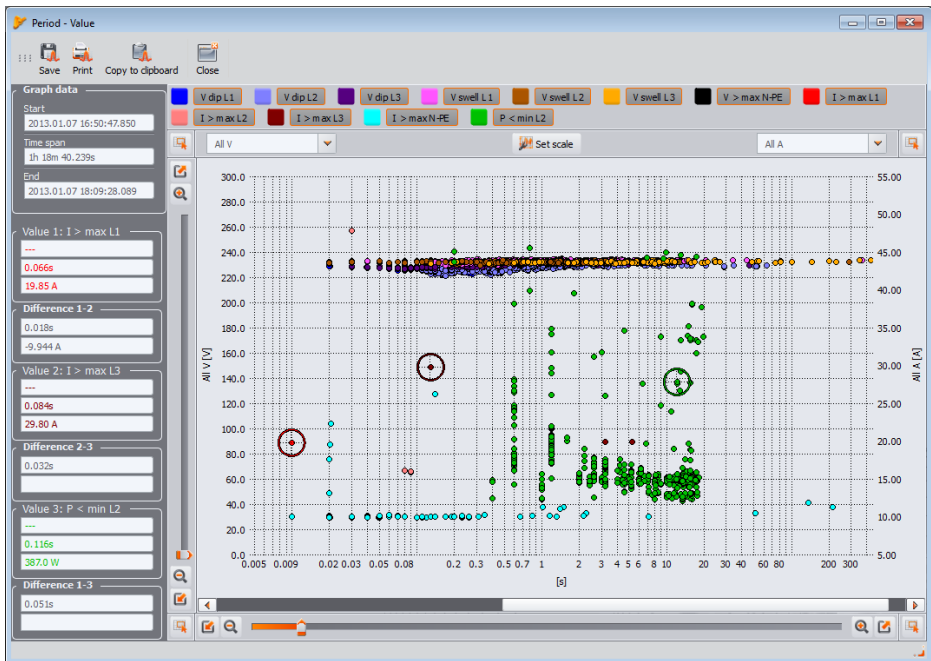 Period - Value
Save Print Copy to clipboard Close
Graph data
Start
2013.01.07 16:50:47.850
Time span
1h 18m 40.239s
End
2013.01.07 18:09:28.089
Value 1: I > max L1
---
0.066s
19.85 A
Difference 1-2
0.018s
-9.944 A
Value 2: I > max L3
---
0.084s
29.80 A
Difference 2-3
0.032s
Value 3: P < min L2
---
0.116s
387.0 W
Difference 1-3
0.051s
V dip L1 V dip L2 V dip L3 V swell L1 V swell L2 V swell L3 V > max N-PE I > max L1
I > max L2 I > max L3 I > max N-PE P < min L2
All V Set scale All A
300.0
280.0
260.0
240.0
220.0
200.0
180.0
160.0
140.0
120.0
100.0
80.0
60.0
40.0
20.0
0.0
All V [V]
55.00
50.00
45.00
40.00
35.00
30.00
25.00
20.00
15.00
10.00
5.00
All A [A]
0.005 0.009 0.02 0.03 0.05 0.08 0.2 0.3 0.5 0.7 1 2 3 4 5 6 8 10 20 30 40 60 80 200 300
[s]